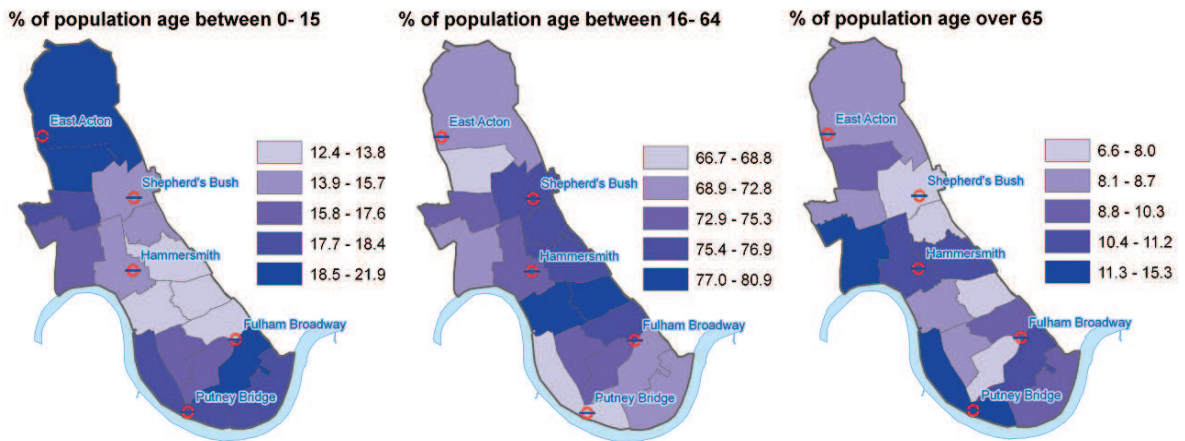 % of population age between 0- 15
East Acton
Shepherd's Bush
Hammersmith
Fulham Broadway
Putney Bridge
12.4 - 13.8
13.9 - 15.7
15.8 - 17.6
17.7 - 18.4
18.5 - 21.9
% of population age between 16- 64
East Acton
Shepherd's Bush
Hammersmith
Fulham Broadway
Putney Bridge
66.7 - 68.8
68.9 - 72.8
72.9 - 75.3
75.4 - 76.9
77.0 - 80.9
% of population age over 65
East Acton
Shepherd's Bush
Hammersmith
Fulham Broadway
Putney Bridge
6.6 - 8.0
8.1 - 8.7
8.8 - 10.3
10.4 - 11.2
11.3 - 15.3